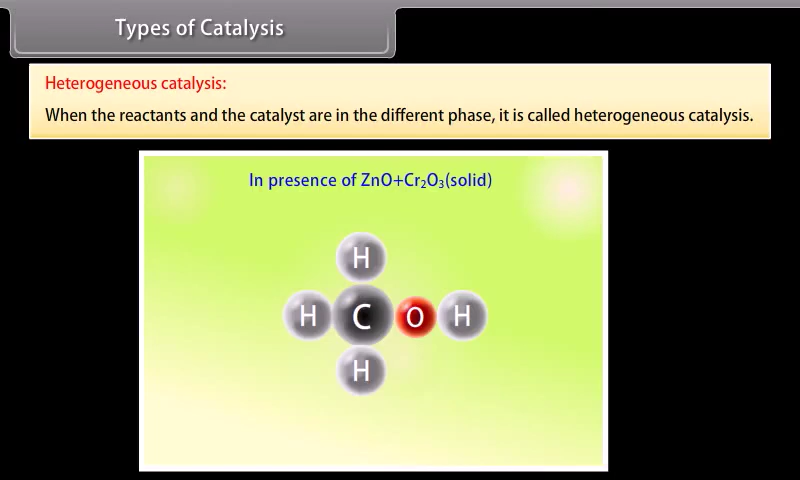 Types of Catalysis
Heterogeneous catalysis:
When the reactants and the catalyst are in the different phase, it is called heterogeneous catalysis.
In presence of ZnO+Cr₂O₃(solid)
H
H C O H
H